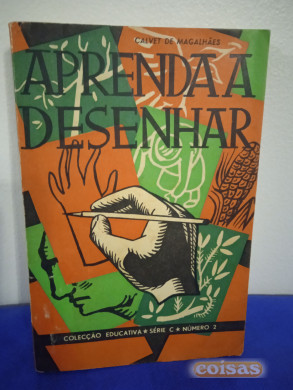 CALVET DE MAGALHÃES
APRENDA A
DESENHAR
COLECÇÃO EDUCATIVA ★ SÉRIE C ★ NÚMERO 2
coisas